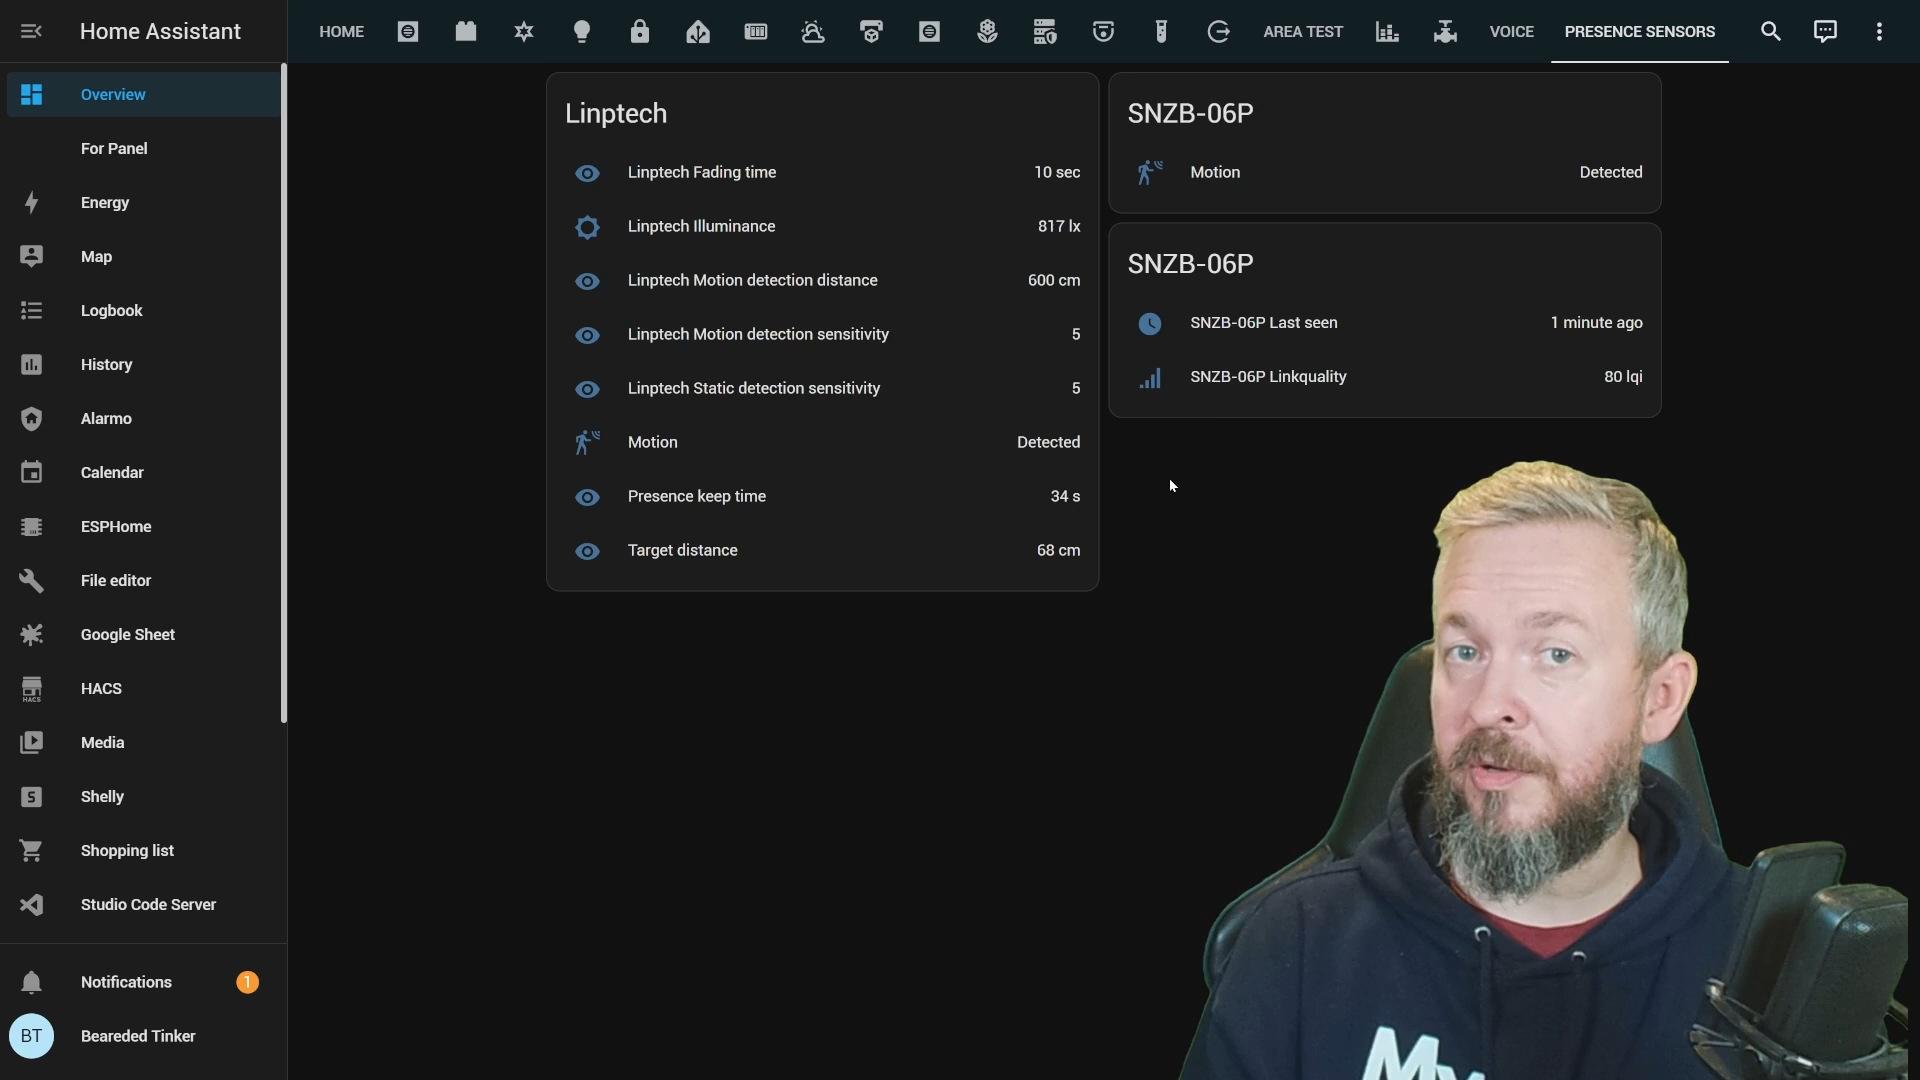 Home Assistant
HOME
AREA TEST
VOICE
PRESENCE SENSORS
Overview
For Panel
Energy
Map
Logbook
History
Alarmo
Calendar
ESPHome
File editor
Google Sheet
HACS
HACS
Media
S
Shelly
Shopping list
Studio Code Server
Notifications
1
BT
Beareded Tinker
Linptech
Linptech Fading time 10 sec
Linptech Illuminance 817 lx
Linptech Motion detection distance 600 cm
Linptech Motion detection sensitivity 5
Linptech Static detection sensitivity 5
Motion Detected
Presence keep time 34 s
Target distance 68 cm
SNZB-06P
Motion Detected
SNZB-06P
SNZB-06P Last seen 1 minute ago
SNZB-06P Linkquality 80 lqi